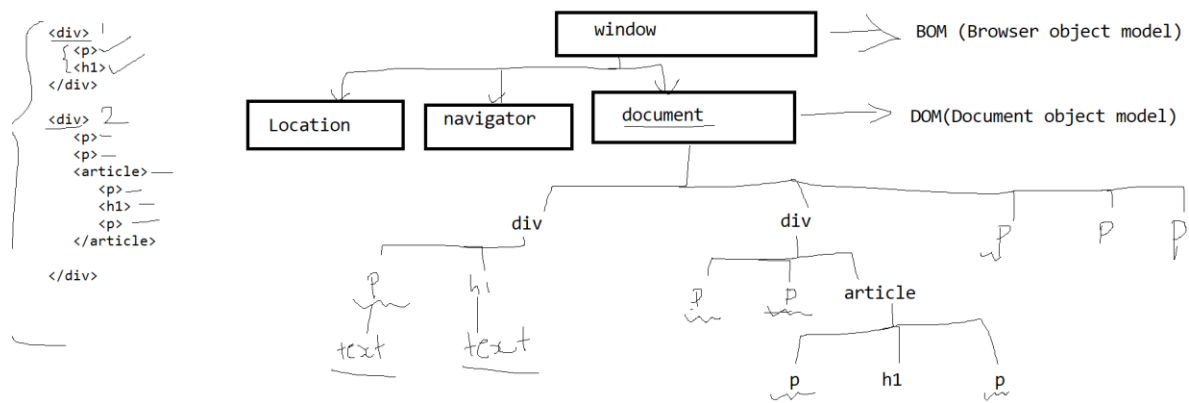 <div> 1
<p>
<h1>
</div>
<div> 2
<p>
<p>
<article>
<p>
<h1>
<p>
</article>
</div>
window
BOM (Browser object model)
Location
navigator
document
DOM(Document object model)
div
div
P
P
P
P
h1
P
P
article
text
text
p
h1
p